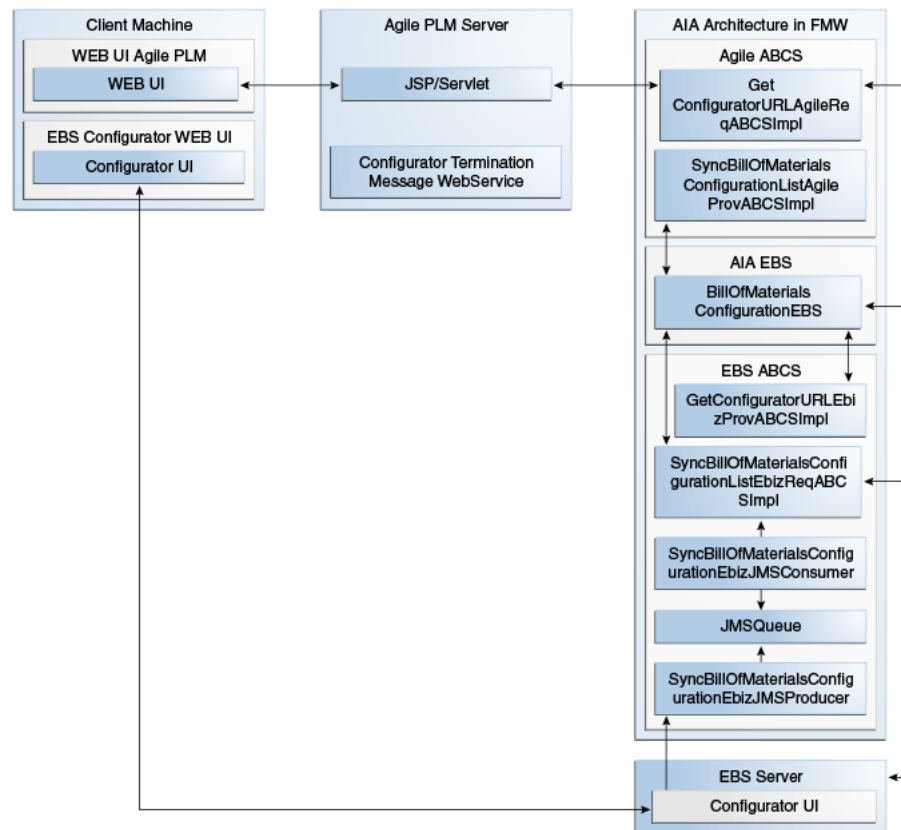 Client Machine
WEB UI Agile PLM
WEB UI
EBS Configurator WEB UI
Configurator UI
Agile PLM Server
JSP/Servlet
Configurator Termination
Message WebService
AIA Architecture in FMW
Agile ABCS
Get
ConfiguratorURLAgileRe
qABCSImpl
SyncBillOfMaterials
ConfigurationListAgile
ProvABCSImpl
AIA EBS
BillOfMaterials
ConfigurationEBS
EBS ABCS
GetConfiguratorURLEbi
zProvABCSImpl
SyncBillOfMaterialsConfi
gurationListEbizReqABC
SImpl
SyncBillOfMaterialsConfig
urationEbizJMSConsumer
JMSQueue
SyncBillOfMaterialsConfig
urationEbizJMSProducer
EBS Server
Configurator UI